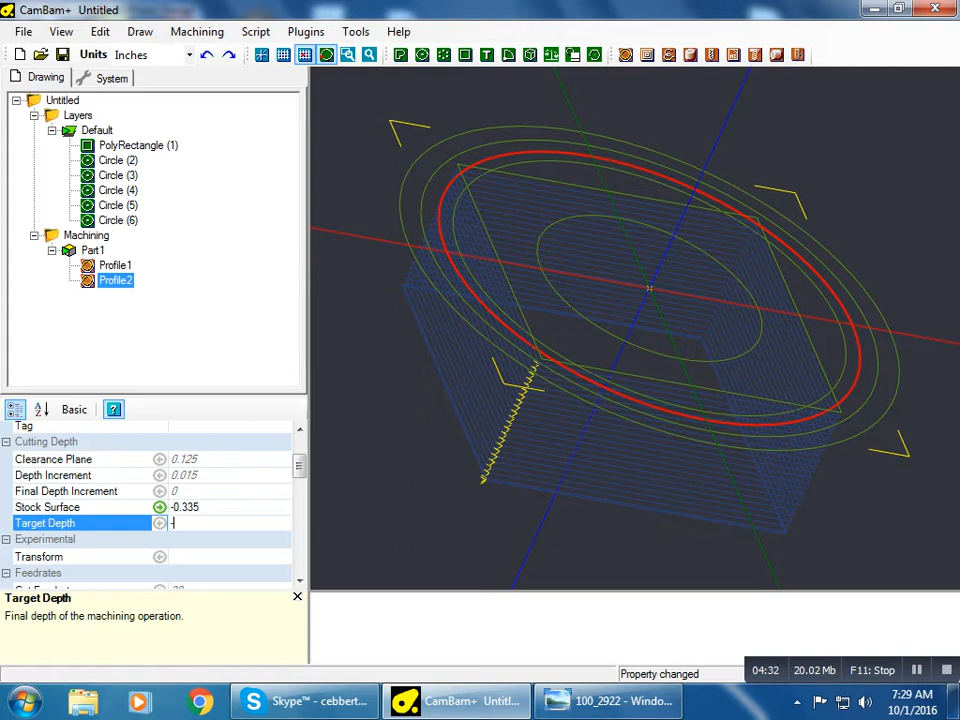 CamBam+ Untitled
File View Edit Draw Machining Script Plugins Tools Help
Units Inches
Drawing System
Untitled
Layers
Default
PolyRectangle (1)
Circle (2)
Circle (3)
Circle (4)
Circle (5)
Circle (6)
Machining
Part1
Profile1
Profile2
Basic
Tag
Cutting Depth
Clearance Plane 0.125
Depth Increment 0.015
Final Depth Increment 0
Stock Surface -0.335
Target Depth -
Experimental
Transform
Feedrates
Target Depth
Final depth of the machining operation.
Property changed
04:32 20.02 Mb F11: Stop
Skype™ - cebbert... CamBam+ Untitl... 100_2922 - Windo...
7:29 AM
10/1/2016